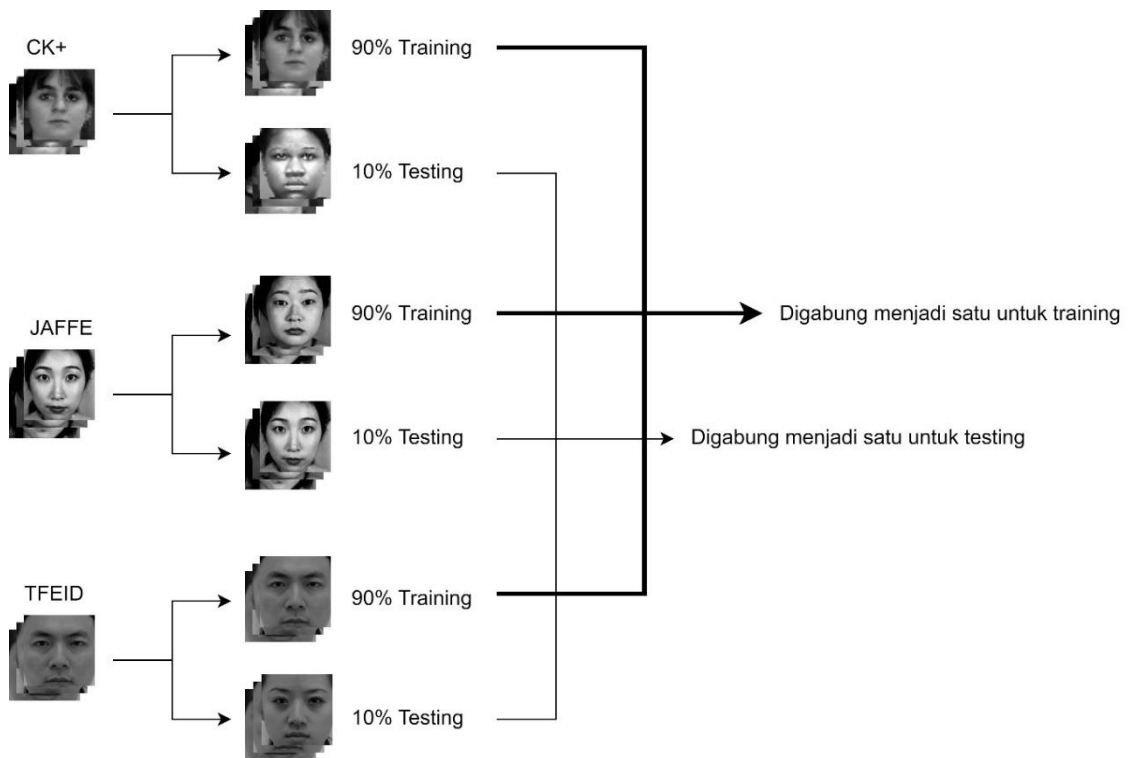 CK+
90% Training
10% Testing
JAFFE
90% Training
Digabung menjadi satu untuk training
10% Testing
Digabung menjadi satu untuk testing
TFEID
90% Training
10% Testing